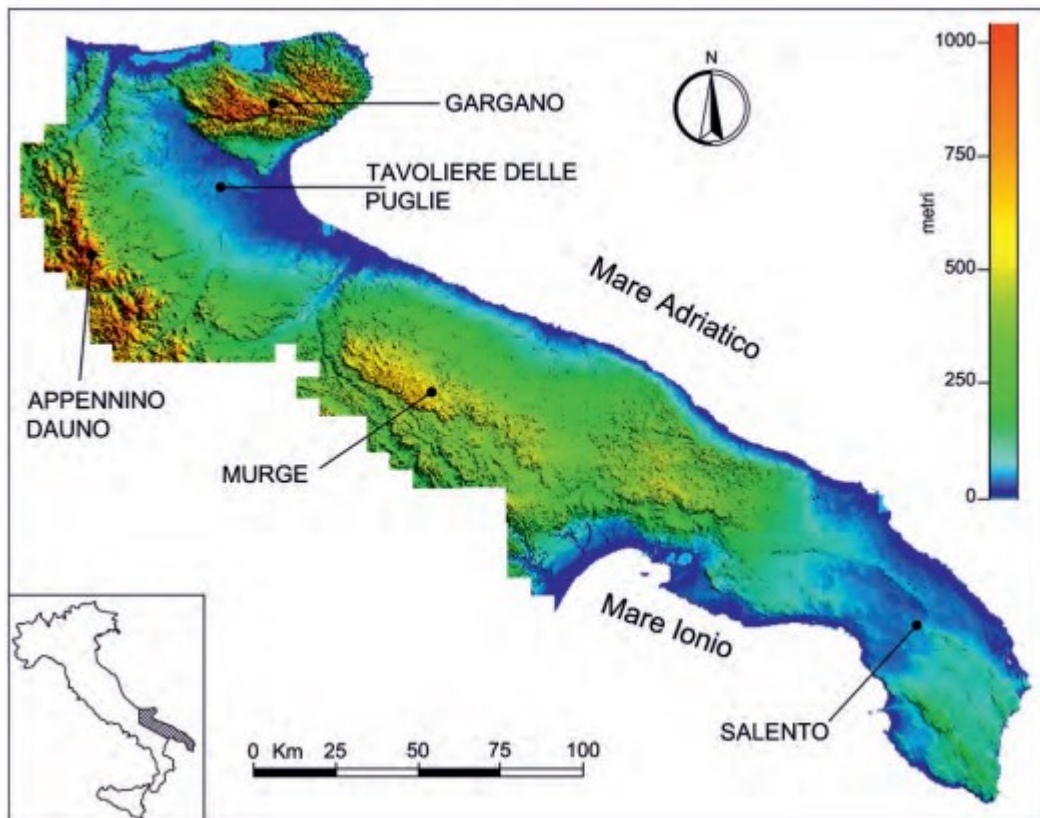 N
GARGANO
TAVOLIERE DELLE
PUGLIE
APPENNINO
DAUNO
MURGE
SALENTO
Mare Adriatico
Mare Ionio
metri
1000
750
500
250
0
0 Km 25 50 75 100